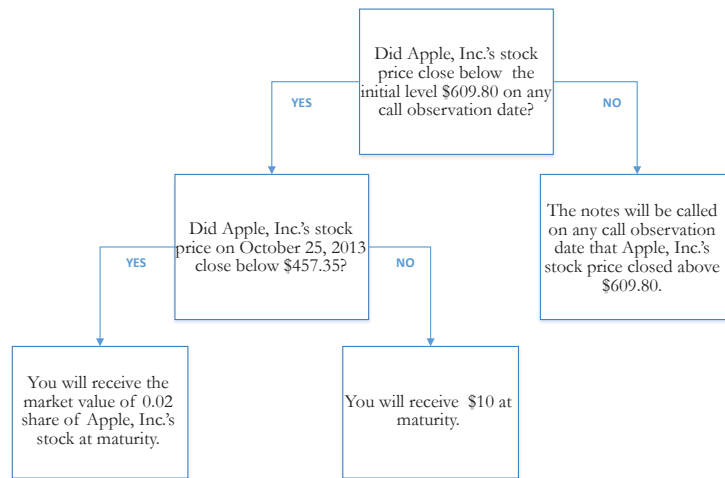 Did Apple, Inc.'s stock
price close below the
initial level $609.80 on any
call observation date?
YES
NO
Did Apple, Inc.'s stock
price on October 25, 2013
close below $457.35?
The notes will be called
on any call observation
date that Apple, Inc.'s
stock price closed above
$609.80.
YES
NO
You will receive the
market value of 0.02
share of Apple, Inc.'s
stock at maturity.
You will receive $10 at
maturity.